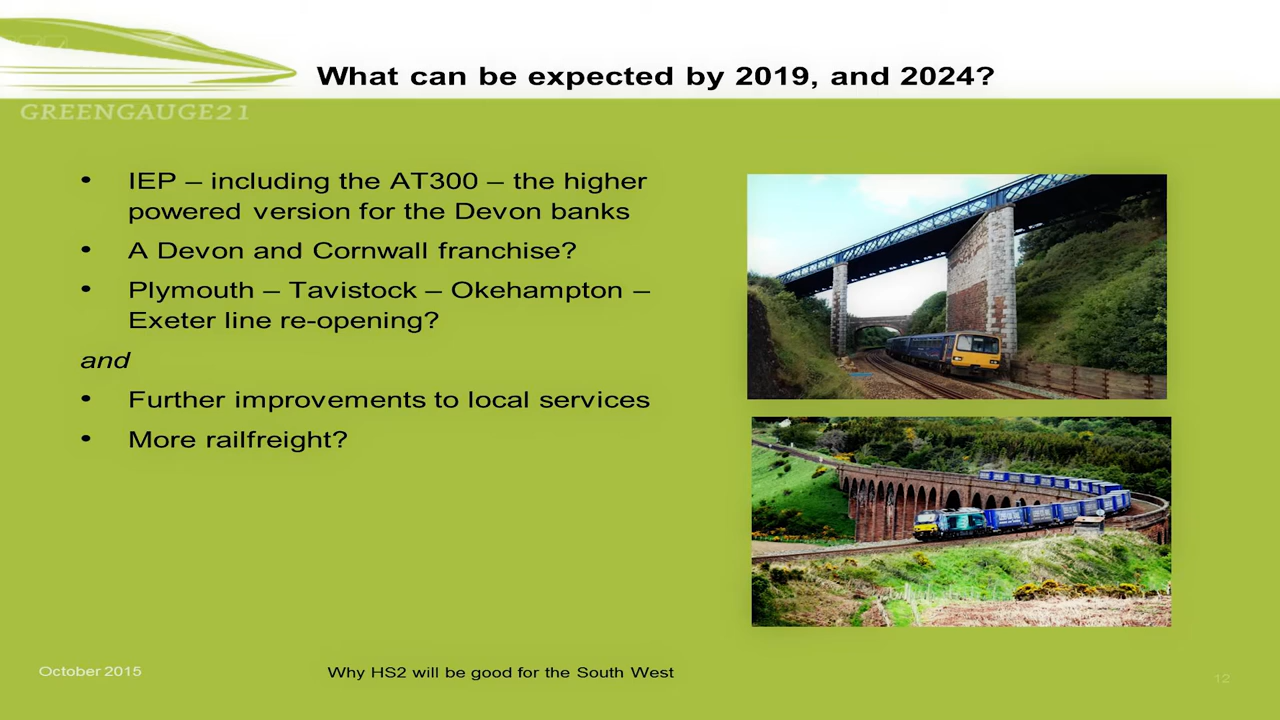 What can be expected by 2019, and 2024?
GREENGAUGE21
• IEP – including the AT300 – the higher
powered version for the Devon banks
• A Devon and Cornwall franchise?
• Plymouth – Tavistock – Okehampton –
Exeter line re-opening?
and
• Further improvements to local services
• More railfreight?
October 2015
Why HS2 will be good for the South West
12